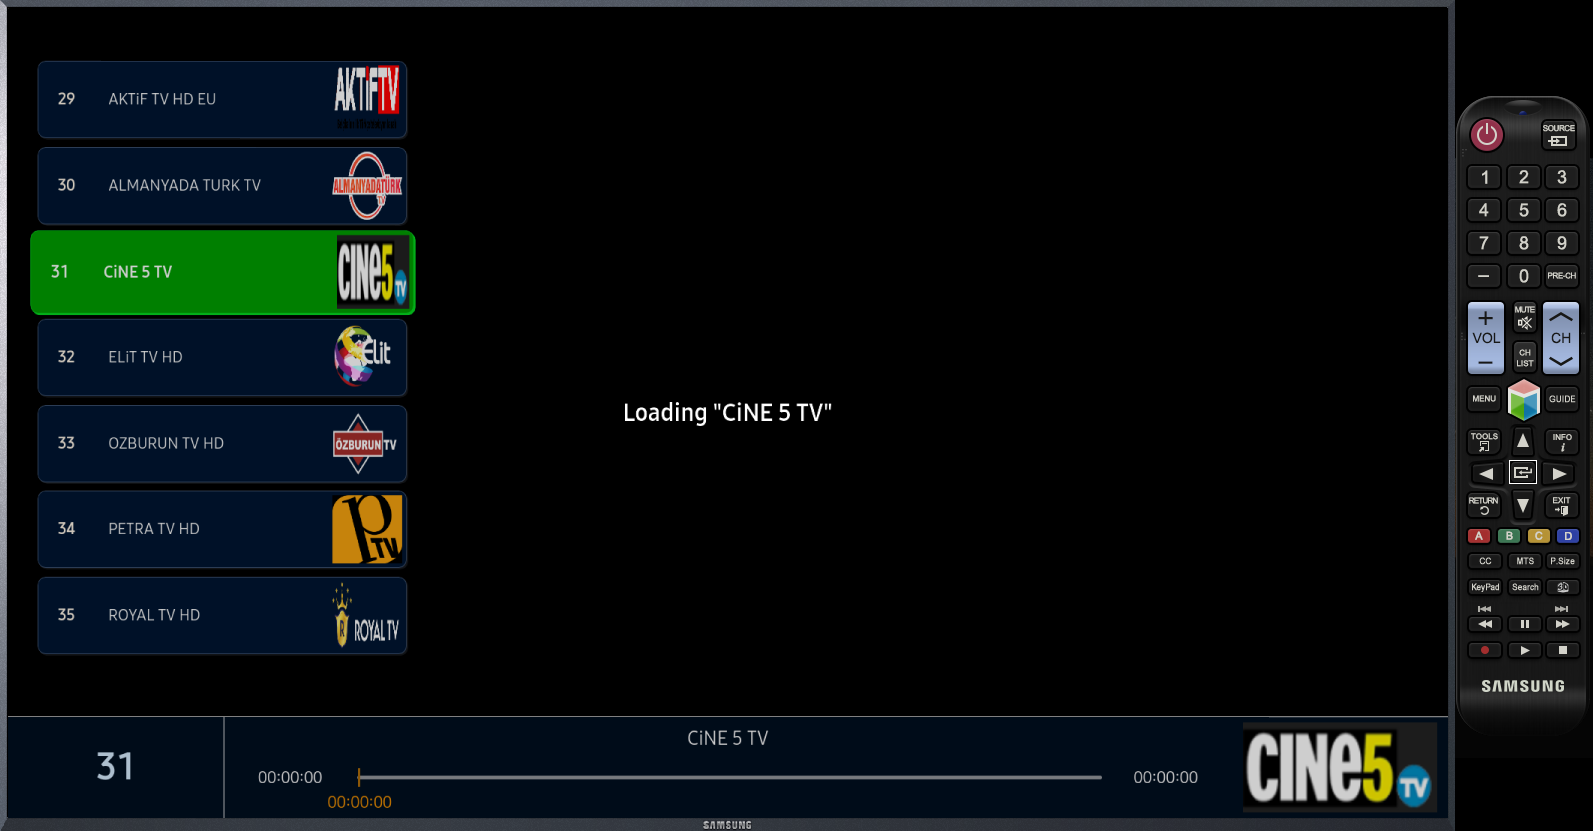 29 AKTiF TV HD EU
AKTiFTV
30 ALMANYADA TURK TV
ALMANYADATÜRK
TV
31 CiNE 5 TV
CINE5
TV
32 ELiT TV HD
Elit
33 OZBURUN TV HD
ÖZBURUN TV
34 PETRA TV HD
P
TV
35 ROYAL TV HD
R
ROYAL TV
Loading "CiNE 5 TV"
31
CiNE 5 TV
00:00:00
00:00:00
00:00:00
CINE5
TV
SAMSUNG
SOURCE
1 2 3
4 5 6
7 8 9
— 0 PRE-CH
+ MUTE
VOL CH
— CH
LIST
MENU GUIDE
TOOLS INFO
i
RETURN EXIT
A B C D
CC MTS P.Size
KeyPad Search 3D
SAMSUNG